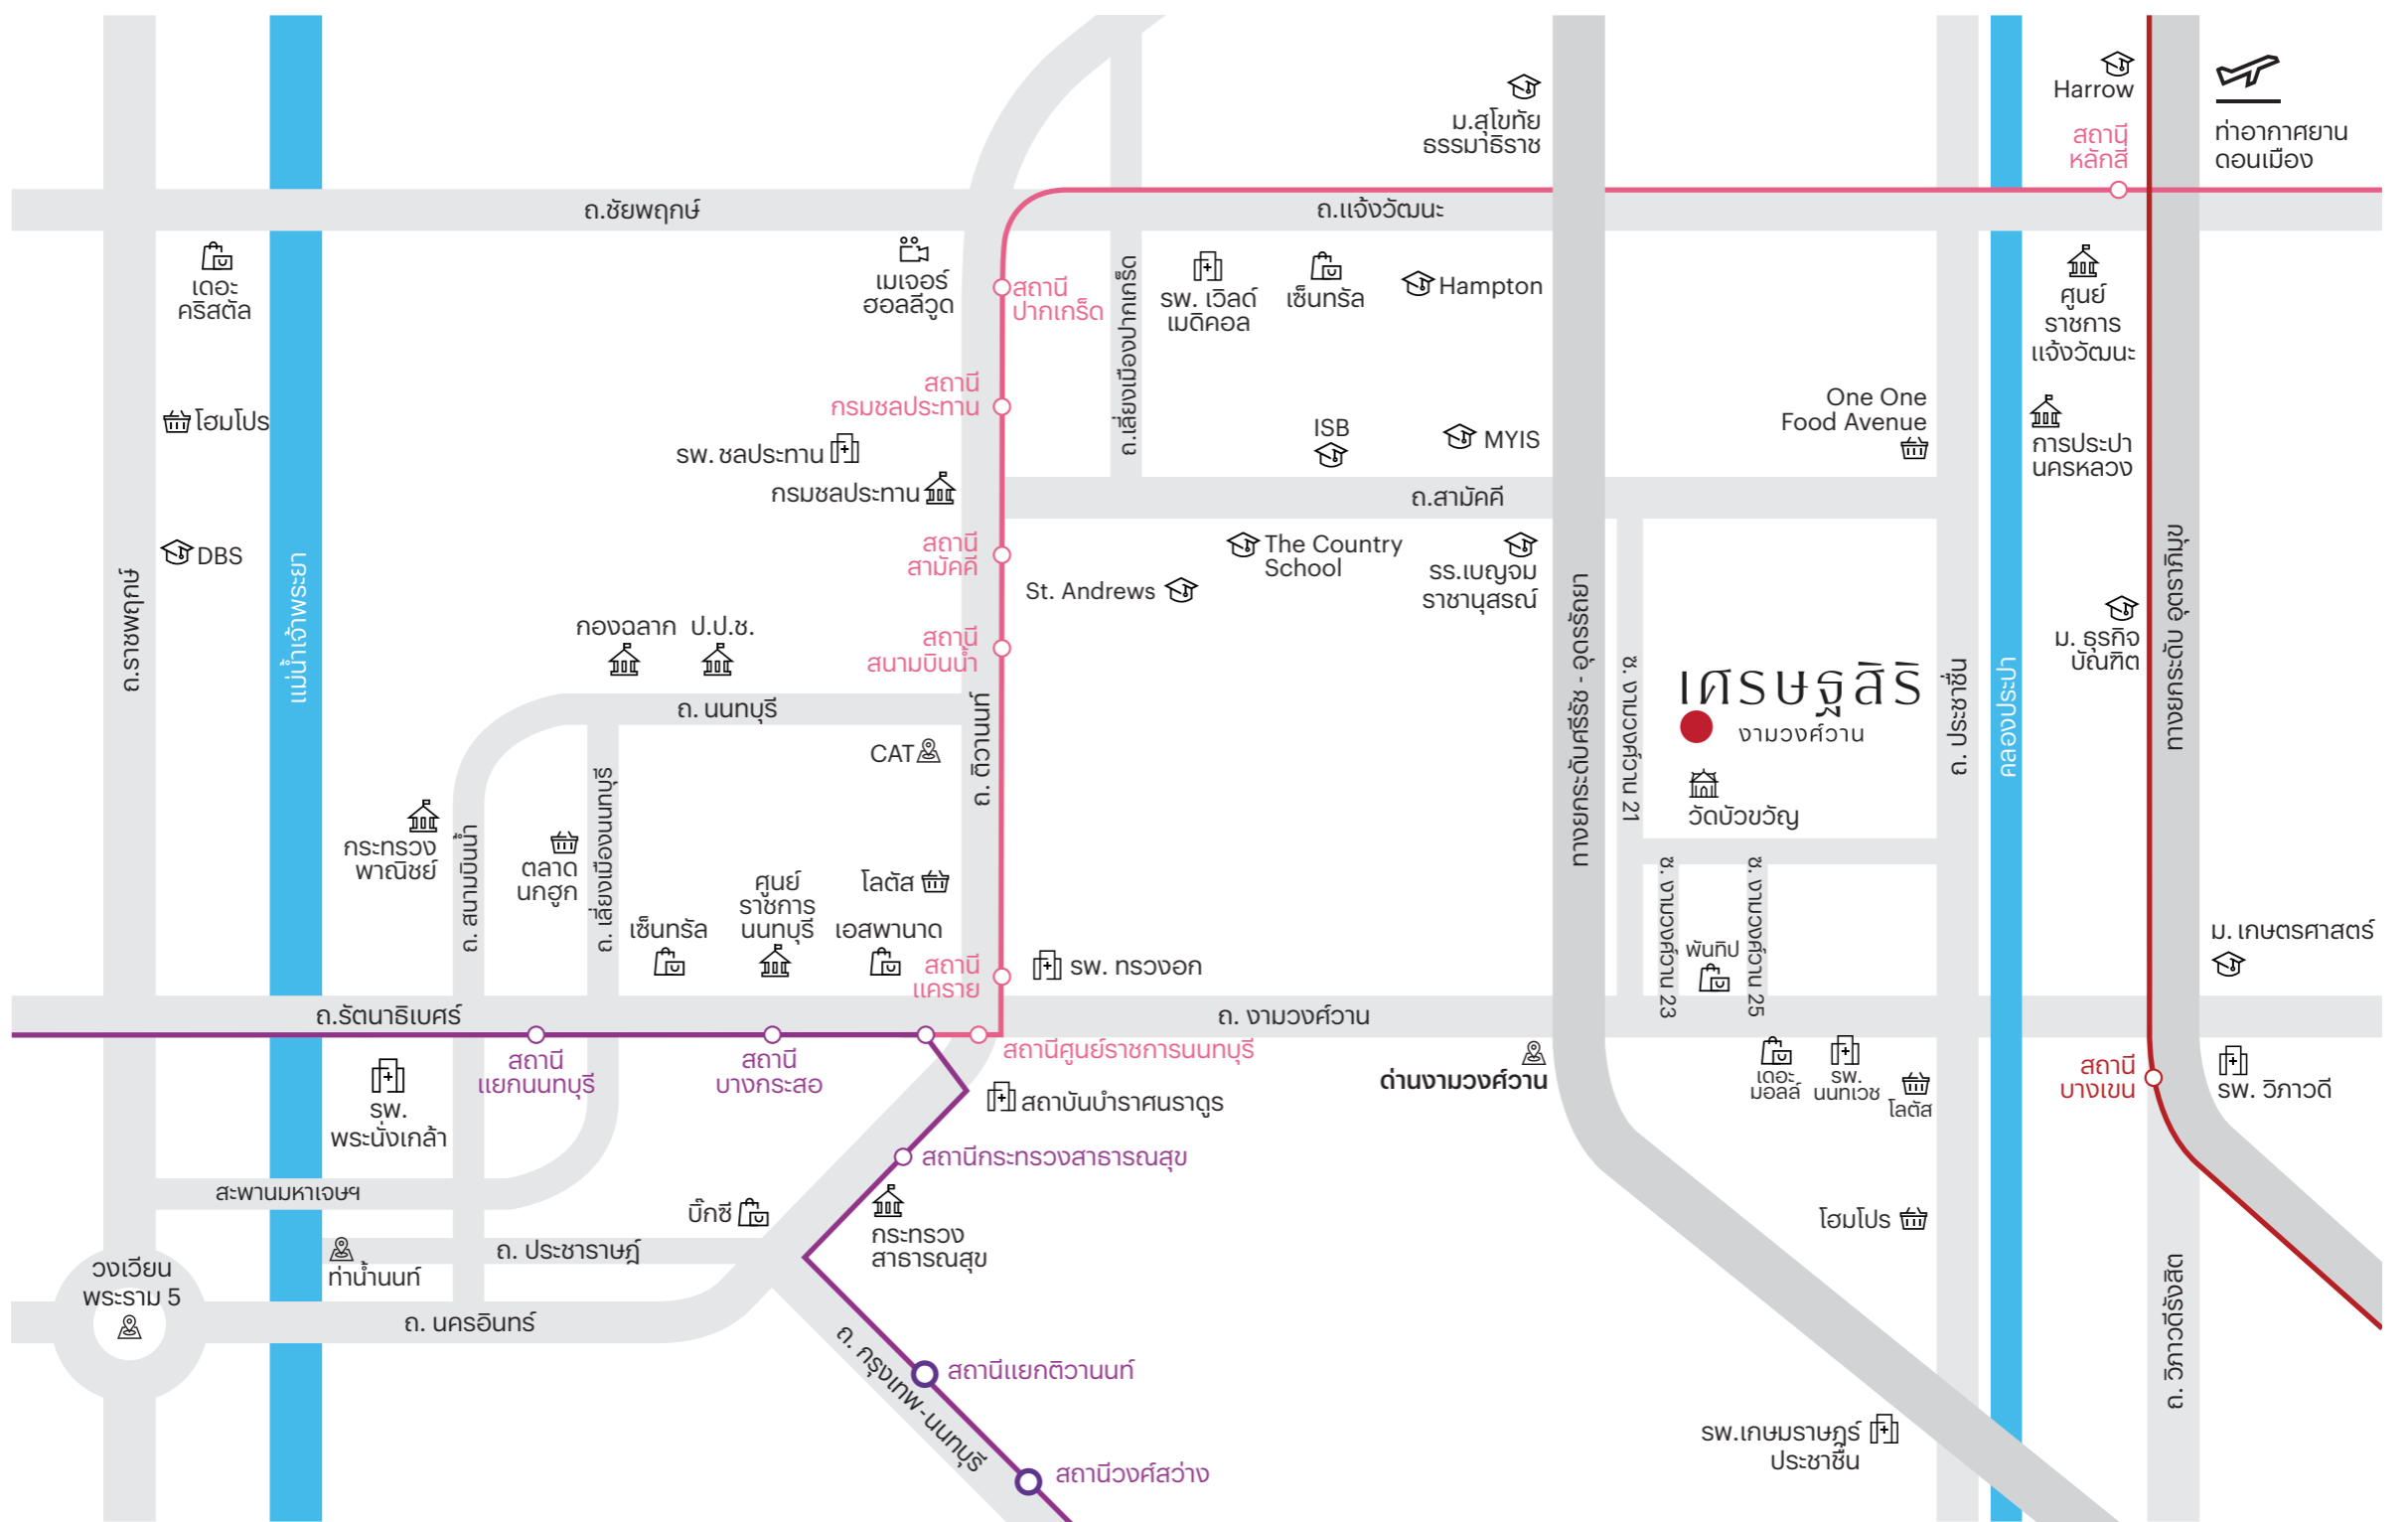 Harrow
ท่าอากาศยาน
ดอนเมือง
สถานี
หลักสี่
ม.สุโขทัย
ธรรมาธิราช
ถ.ชัยพฤกษ์
ถ.แจ้งวัฒนะ
เดอะ
คริสตัล
เมเจอร์
ฮอลลีวูด
สถานี
ปากเกร็ด
ถ.เลี่ยงเมืองปากเกร็ด
รพ. เวิลด์
เมดิคอล
เซ็นทรัล
Hampton
ศูนย์
ราชการ
แจ้งวัฒนะ
สถานี
กรมชลประทาน
One One
Food Avenue
โฮมโปร
ISB
MYIS
การประปา
นครหลวง
รพ. ชลประทาน
กรมชลประทาน
ถ.สามัคคี
DBS
สถานี
สามัคคี
The Country
School
St. Andrews
รร.เบญจม
ราชานุสรณ์
ถ.ราชพฤกษ์
แม่น้ำเจ้าพระยา
กองฉลาก
ป.ป.ช.
สถานี
สนามบินน้ำ
ทางยกระดับศรีรัช - อุดรรัถยา
ซ. งามวงศ์วาน 21
เศรษฐสิริ
งามวงศ์วาน
ถ. ประชาชื่น
คลองประปา
ม. ธุรกิจ
บัณฑิต
ทางยกระดับ อุตราภิมุข
ถ. นนทบุรี
CAT
ถ. ติวานนท์
วัดบัวขวัญ
กระทรวง
พาณิชย์
ถ. สนามบินน้ำ
ตลาด
นกฮูก
ถ. เลี่ยงเมืองนนทบุรี
เซ็นทรัล
ศูนย์
ราชการ
นนทบุรี
โลตัส
เอสพานาด
สถานี
แคราย
รพ. ทรวงอก
ซ. งามวงศ์วาน 23
พันทิป
ซ. งามวงศ์วาน 25
ม. เกษตรศาสตร์
ถ.รัตนาธิเบศร์
ถ. งามวงศ์วาน
สถานี
แยกนนทบุรี
สถานี
บางกระสอ
สถานีศูนย์ราชการนนทบุรี
ด่านงามวงศ์วาน
เดอะ
มอลล์
รพ.
นนทเวช
โลตัส
สถานี
บางเขน
รพ. วิภาวดี
รพ.
พระนั่งเกล้า
สถาบันบำราศนราดูร
สถานีกระทรวงสาธารณสุข
สะพานมหาเจษฯ
บิ๊กซี
กระทรวง
สาธารณสุข
โฮมโปร
ถ. ประชาราษฎ์
ท่าน้ำนนท์
วงเวียน
พระราม 5
ถ. นครอินทร์
ถ. วิภาวดีรังสิต
ถ. กรุงเทพ-นนทบุรี
สถานีแยกติวานนท์
สถานีวงศ์สว่าง
รพ.เกษมราษฎร์
ประชาชื่น